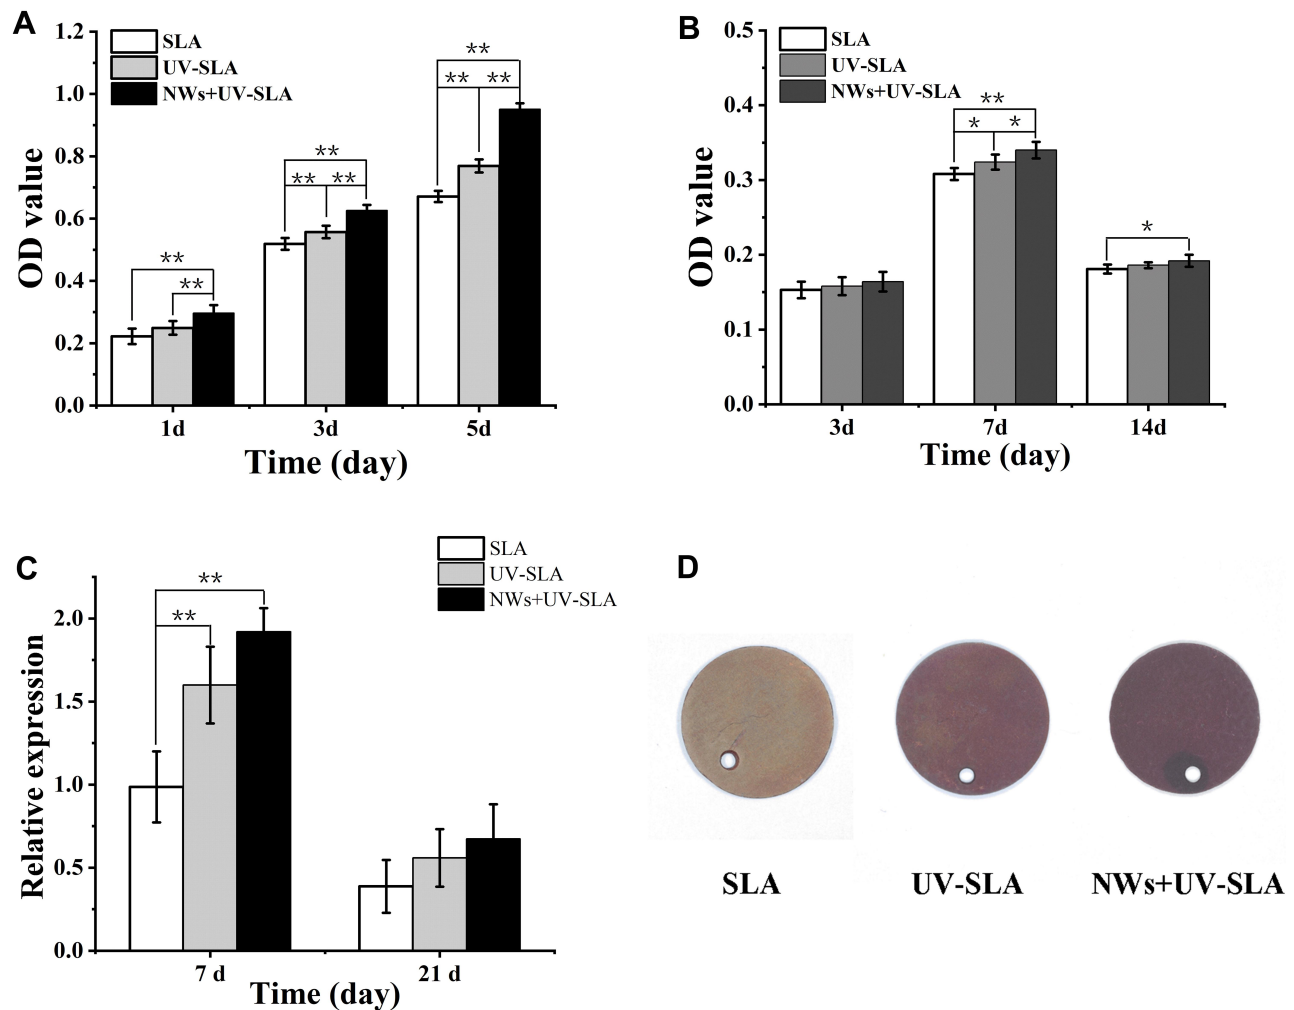 A
SLA
UV-SLA
NWs+UV-SLA
1.2
1.0
0.8
0.6
0.4
0.2
0.0
OD value
**
**
**
**
**
**
**
**
1d
3d
5d
Time (day)
B
SLA
UV-SLA
NWs+UV-SLA
0.5
0.4
0.3
0.2
0.1
0.0
OD value
**
*
*
*
3d
7d
14d
Time (day)
C
SLA
UV-SLA
NWs+UV-SLA
2.0
1.5
1.0
0.5
0.0
Relative expression
**
**
7 d
21 d
Time (day)
D
SLA
UV-SLA
NWs+UV-SLA